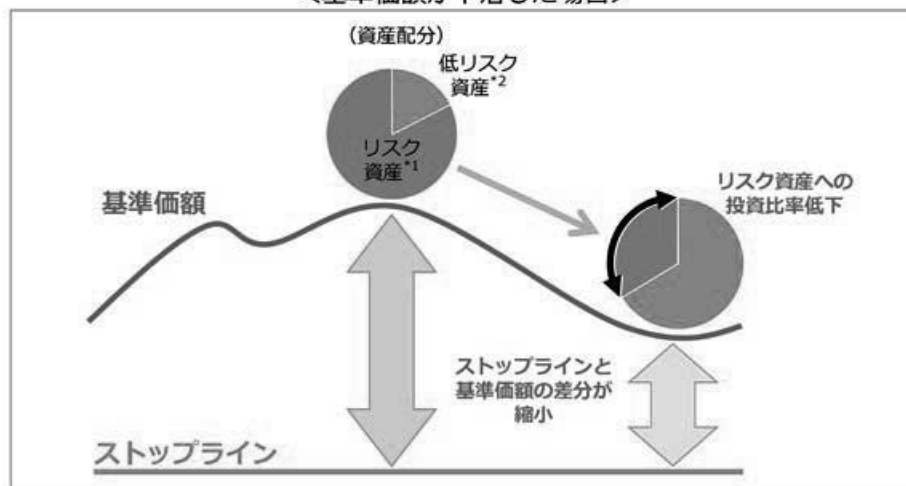 (資産配分)
低リスク
資産*2
リスク
資産*1
基準価額
リスク資産への
投資比率低下
ストップラインと
基準価額の差分が
縮小
ストップライン